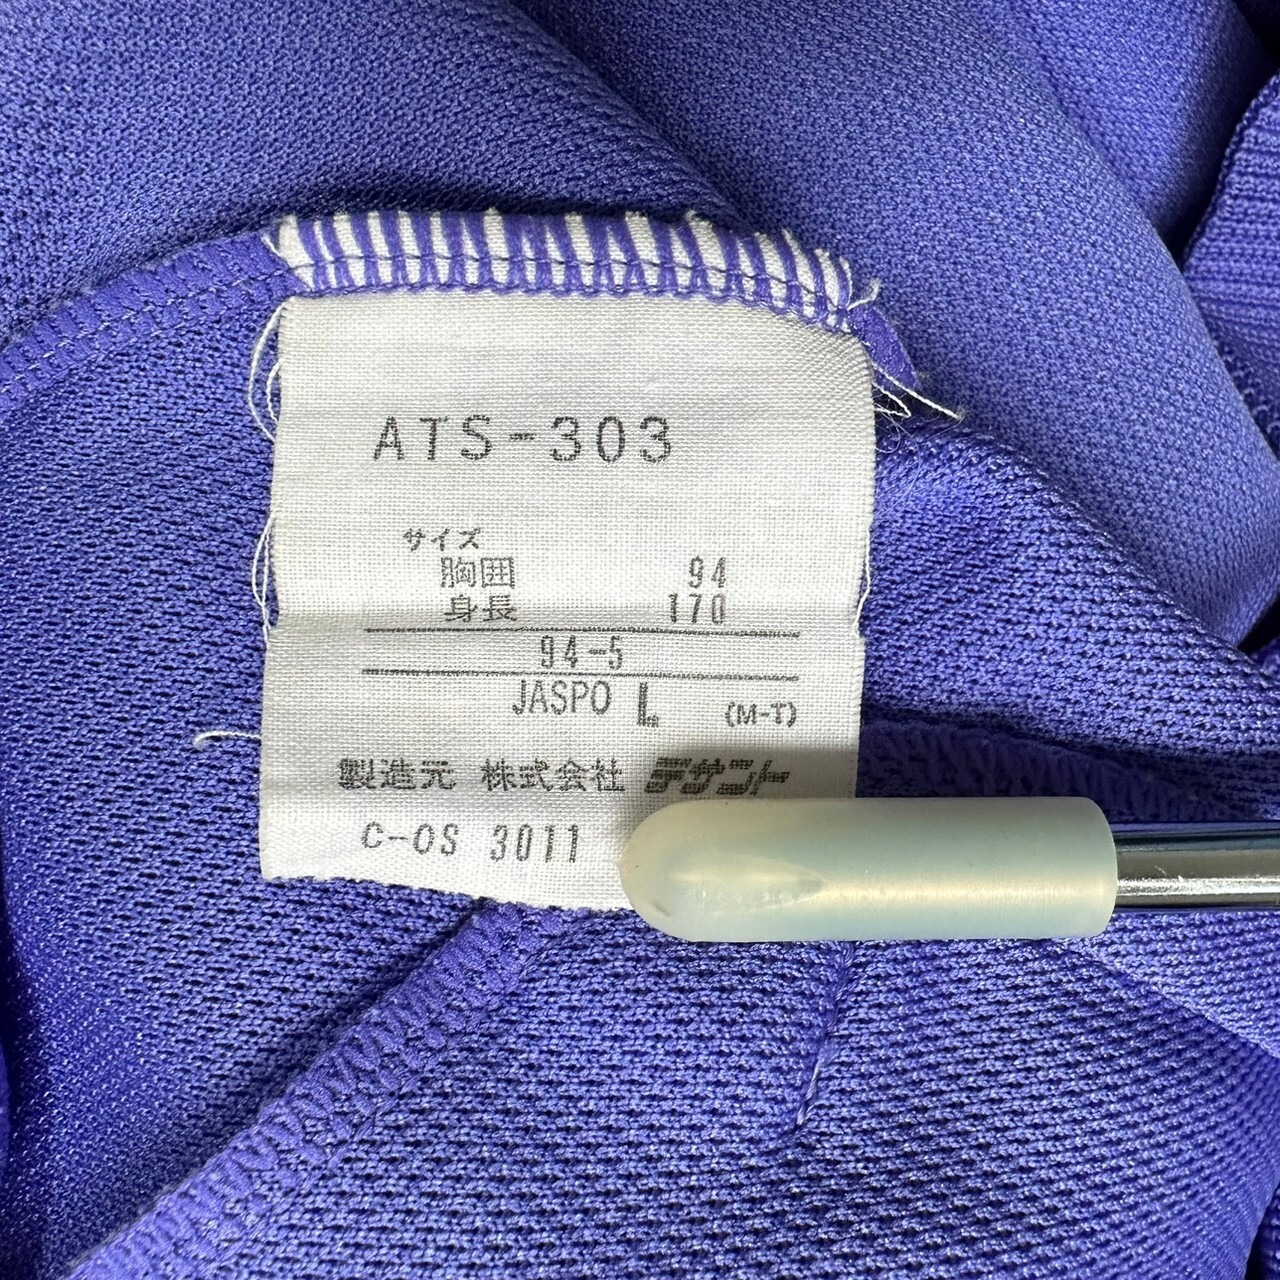 ATS-303
サイズ
胸囲 94
身長 170
94-5
JASPO L (M-T)
製造元 株式会社 デサント
C-OS 3011